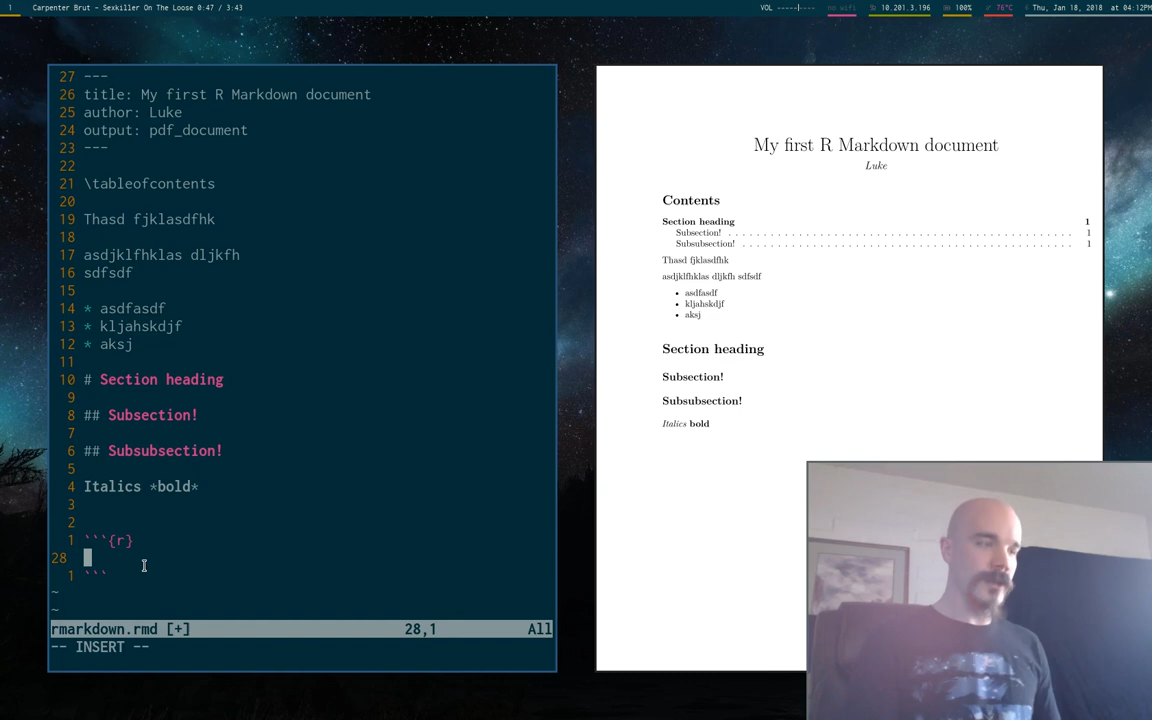 1 Carpenter Brut - Sexkiller On The Loose 0:47 / 3:43 VOL -----|---- no wifi 10.201.3.196 100% 76°C Thu, Jan 18, 2018 at 04:12PM
27 ---
26 title: My first R Markdown document
25 author: Luke
24 output: pdf_document
23 ---
22
21 \tableofcontents
20
19 Thasd fjklasdfhk
18
17 asdjklfhklas dljkfh
16 sdfsdf
15
14 * asdfasdf
13 * kljahskdjf
12 * aksj
11
10 # Section heading
9
8 ## Subsection!
7
6 ## Subsubsection!
5
4 Italics *bold*
3
2
1 ```{r}
28
1 ```
~
~
rmarkdown.rmd [+] 28,1 All
-- INSERT --
My first R Markdown document
Luke
Contents
Section heading 1
Subsection! . . . . . . . . . . . . . . . . . . . . . . . . . . . . . . . . . . . . . . . . 1
Subsubsection! . . . . . . . . . . . . . . . . . . . . . . . . . . . . . . . . . . . . . . 1
Thasd fjklasdfhk
asdjklfhklas dljkfh sdfsdf
• asdfasdf
• kljahskdjf
• aksj
Section heading
Subsection!
Subsubsection!
Italics bold